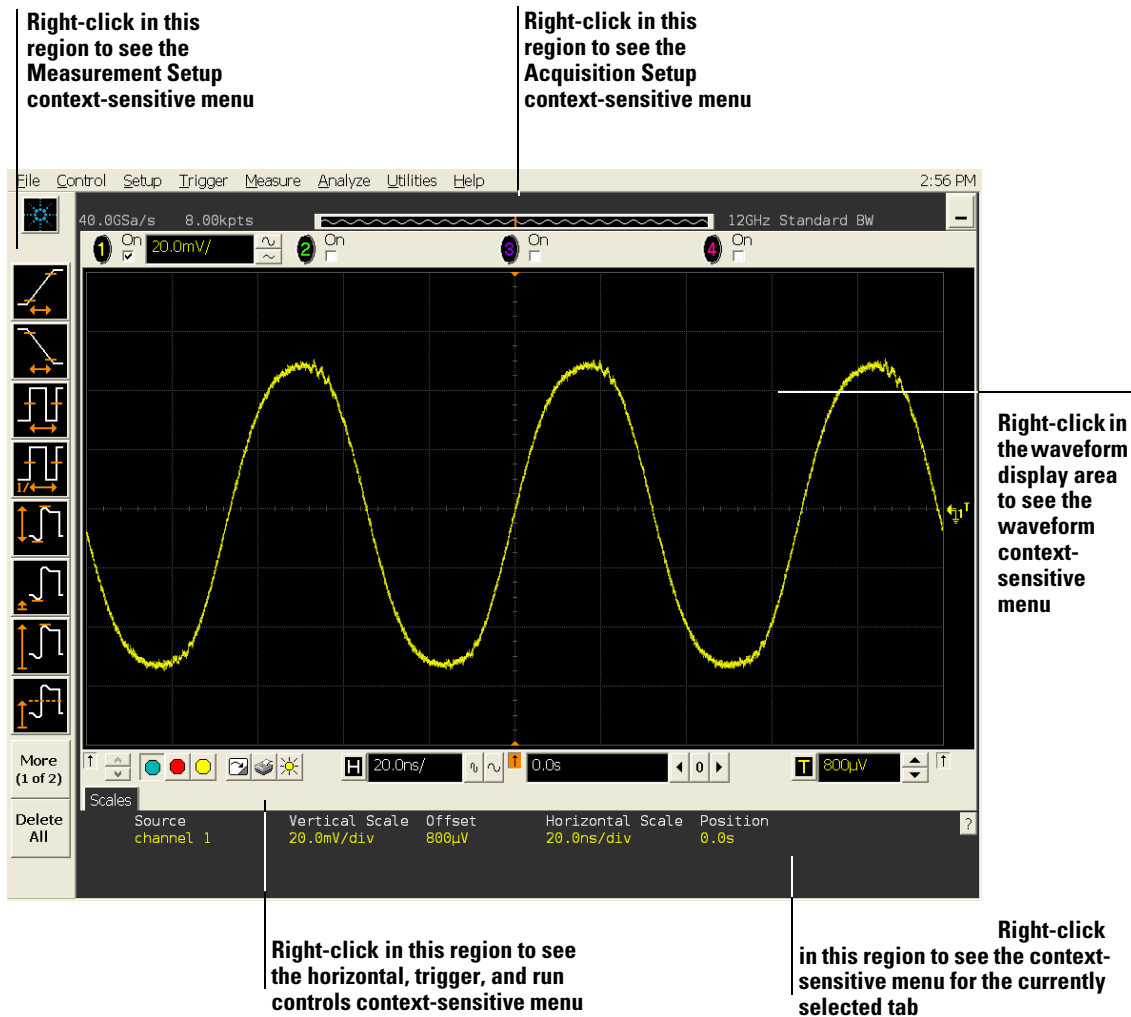 Right-click in this
region to see the
Measurement Setup
context-sensitive menu
Right-click in this
region to see the
Acquisition Setup
context-sensitive menu
File Control Setup Trigger Measure Analyze Utilities Help 2:56 PM
40.0GSa/s 8.00kpts 12GHz Standard BW
1 On 20.0mV/ 2 On 3 On 4 On
1/
Right-click in
the waveform
display area
to see the
waveform
context-
sensitive
menu
1 T
More
(1 of 2)
H 20.0ns/ 0.0s 0 T 800µV
Delete
All
Scales
Source Vertical Scale Offset Horizontal Scale Position ?
channel 1 20.0mV/div 800µV 20.0ns/div 0.0s
Right-click in this region to see
the horizontal, trigger, and run
controls context-sensitive menu
Right-click
in this region to see the context-
sensitive menu for the currently
selected tab